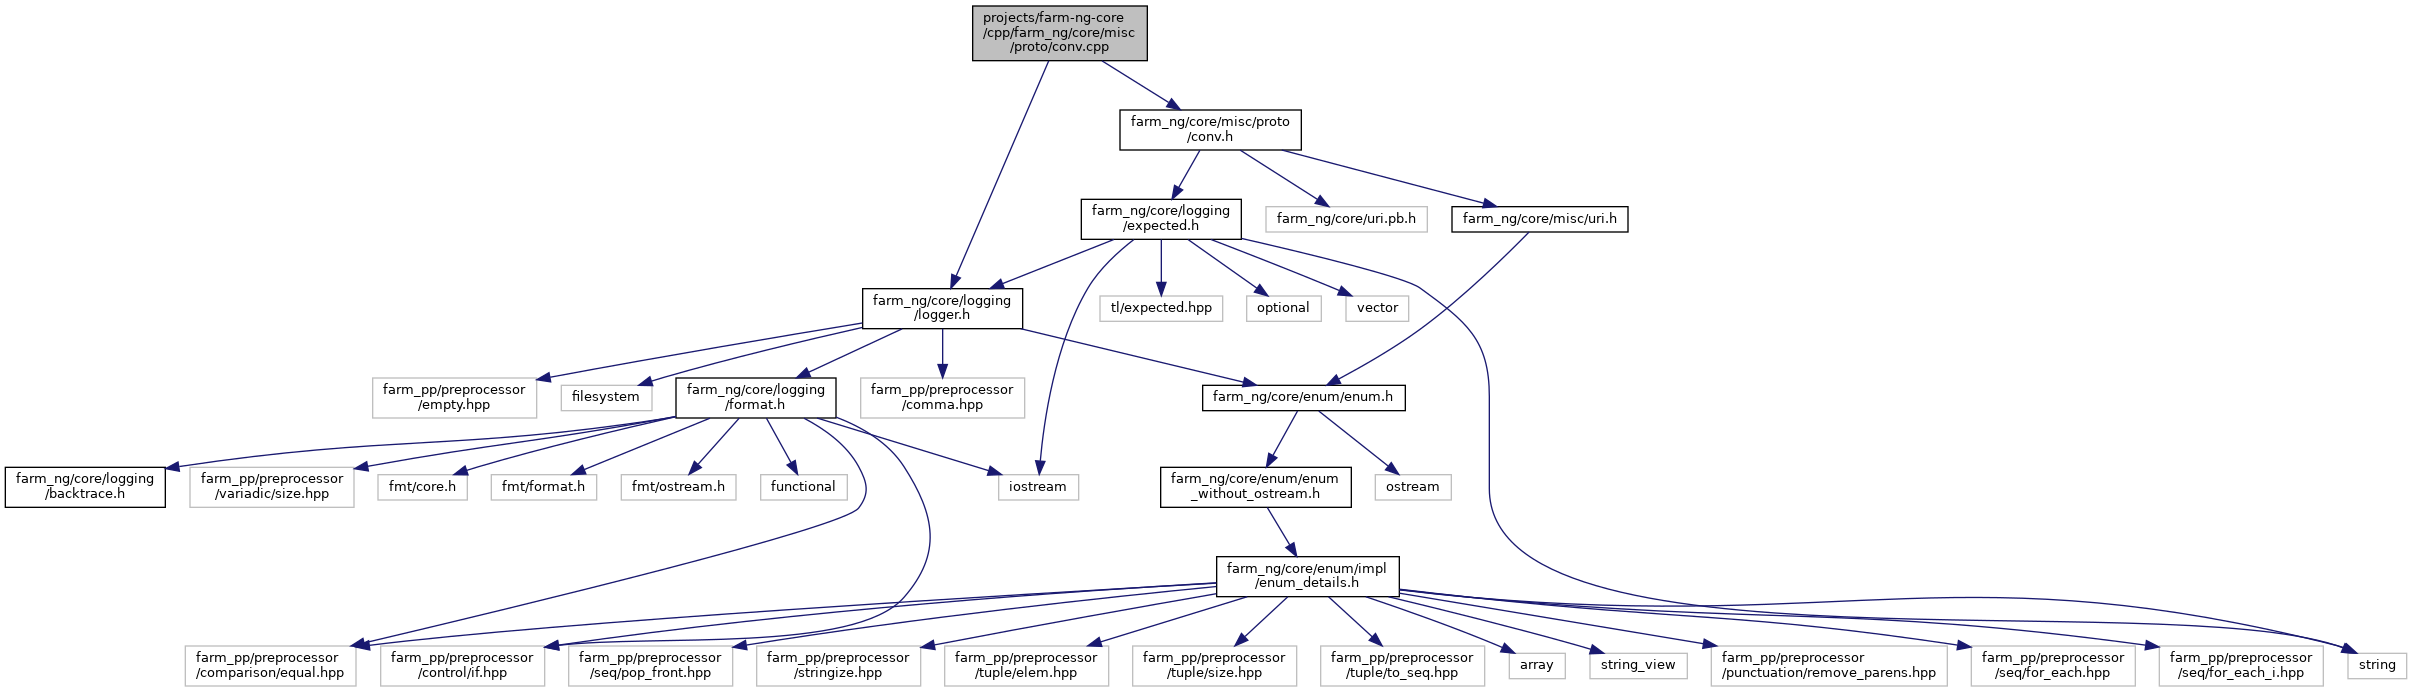 projects/farm-ng-core
/cpp/farm_ng/core/misc
/proto/conv.cpp
farm_ng/core/misc/proto
/conv.h
farm_ng/core/logging
/expected.h
farm_ng/core/uri.pb.h
farm_ng/core/misc/uri.h
farm_ng/core/logging
/logger.h
tl/expected.hpp
optional
vector
farm_pp/preprocessor
/empty.hpp
filesystem
farm_ng/core/logging
/format.h
farm_pp/preprocessor
/comma.hpp
farm_ng/core/enum/enum.h
farm_ng/core/logging
/backtrace.h
farm_pp/preprocessor
/variadic/size.hpp
fmt/core.h
fmt/format.h
fmt/ostream.h
functional
iostream
farm_ng/core/enum/enum
_without_ostream.h
ostream
farm_ng/core/enum/impl
/enum_details.h
farm_pp/preprocessor
/comparison/equal.hpp
farm_pp/preprocessor
/control/if.hpp
farm_pp/preprocessor
/seq/pop_front.hpp
farm_pp/preprocessor
/stringize.hpp
farm_pp/preprocessor
/tuple/elem.hpp
farm_pp/preprocessor
/tuple/size.hpp
farm_pp/preprocessor
/tuple/to_seq.hpp
array
string_view
farm_pp/preprocessor
/punctuation/remove_parens.hpp
farm_pp/preprocessor
/seq/for_each.hpp
farm_pp/preprocessor
/seq/for_each_i.hpp
string